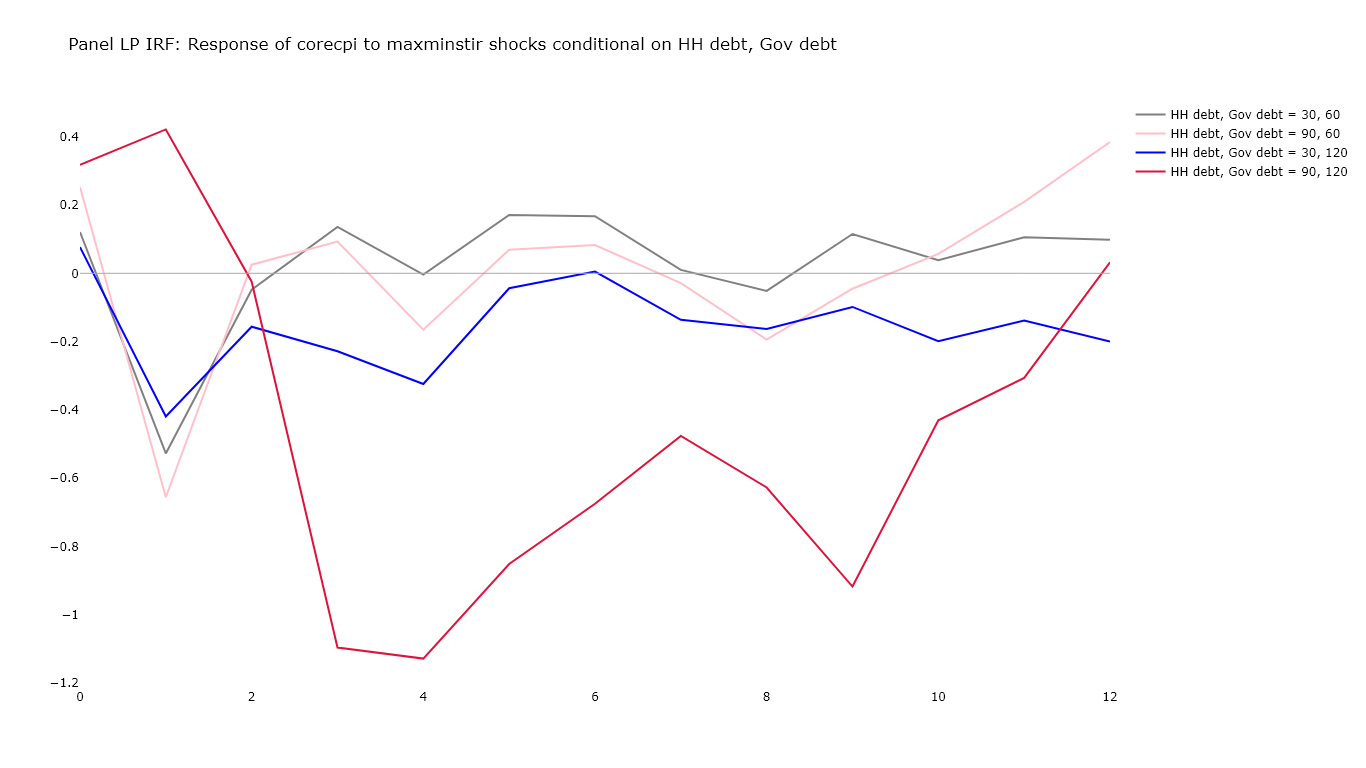 Panel LP IRF: Response of corecpi to maxminstir shocks conditional on HH debt, Gov debt
HH debt, Gov debt = 30, 60
HH debt, Gov debt = 90, 60
HH debt, Gov debt = 30, 120
HH debt, Gov debt = 90, 120
0.4
0.2
0
−0.2
−0.4
−0.6
−0.8
−1
−1.2
0 2 4 6 8 10 12